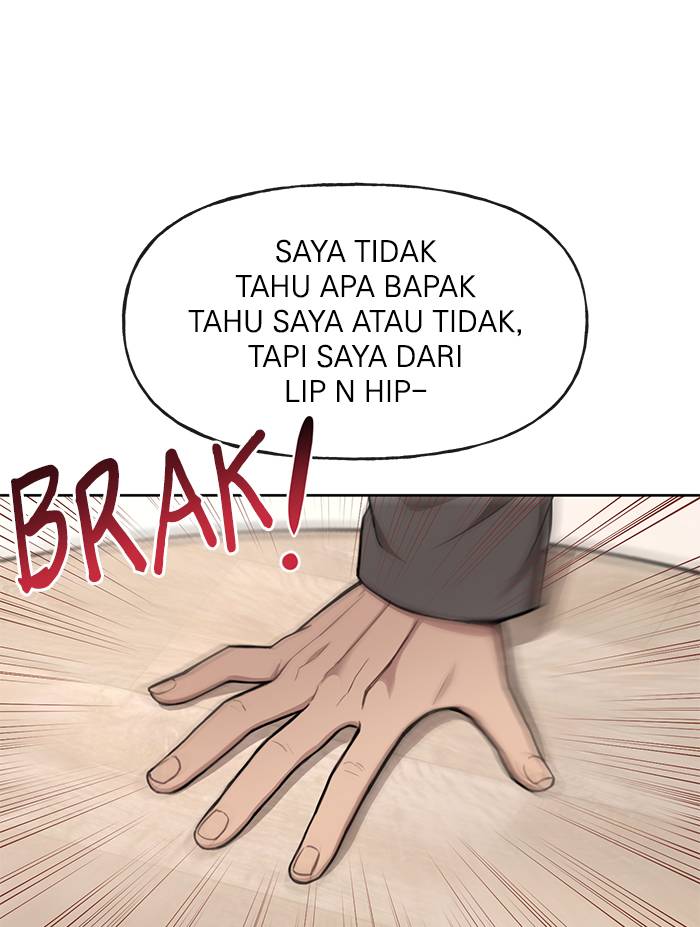 SAYA TIDAK
TAHU APA BAPAK
TAHU SAYA ATAU TIDAK,
TAPI SAYA DARI
LIP N HIP-
BRAK!